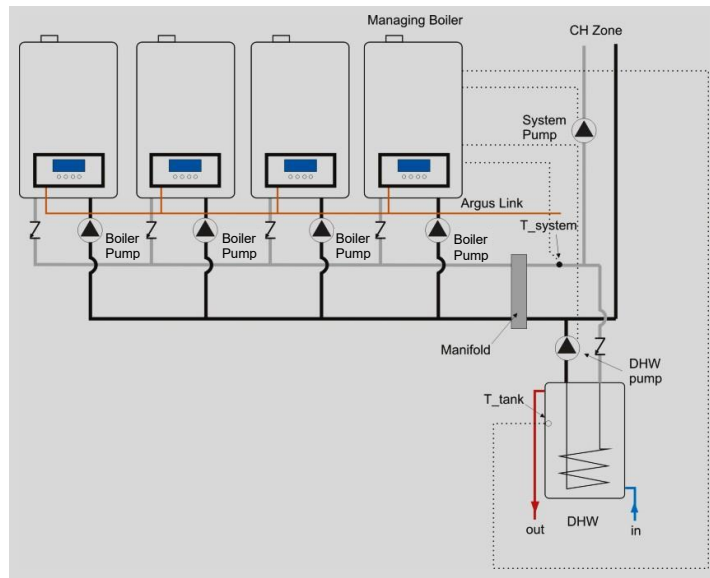 Managing Boiler
CH Zone
System
Pump
Argus Link
T_system
Boiler
Pump
Boiler
Pump
Boiler
Pump
Boiler
Pump
Manifold
DHW
pump
T_tank
out
DHW
in